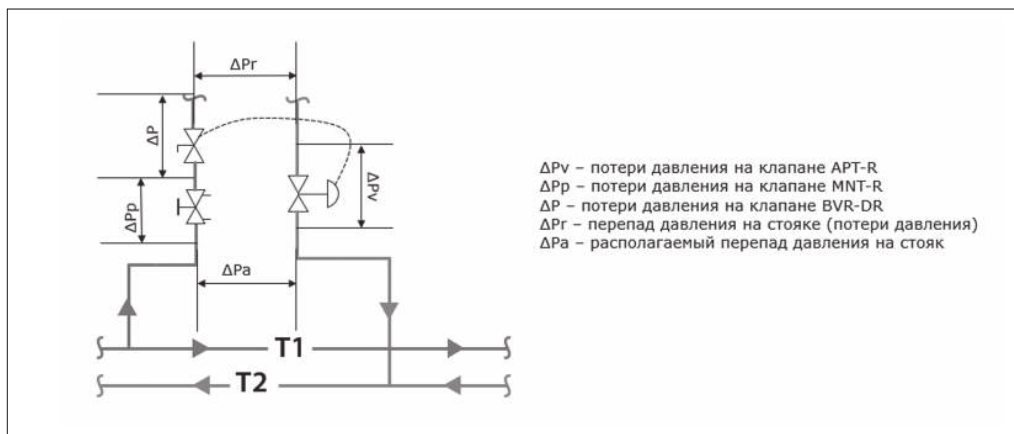 ΔPr
ΔP
ΔPp
ΔPv
ΔPa
T1
T2
ΔPv – потери давления на клапане APT-R
ΔPp – потери давления на клапане MNT-R
ΔP – потери давления на клапане BVR-DR
ΔPr – перепад давления на стояке (потери давления)
ΔPa – располагаемый перепад давления на стояк